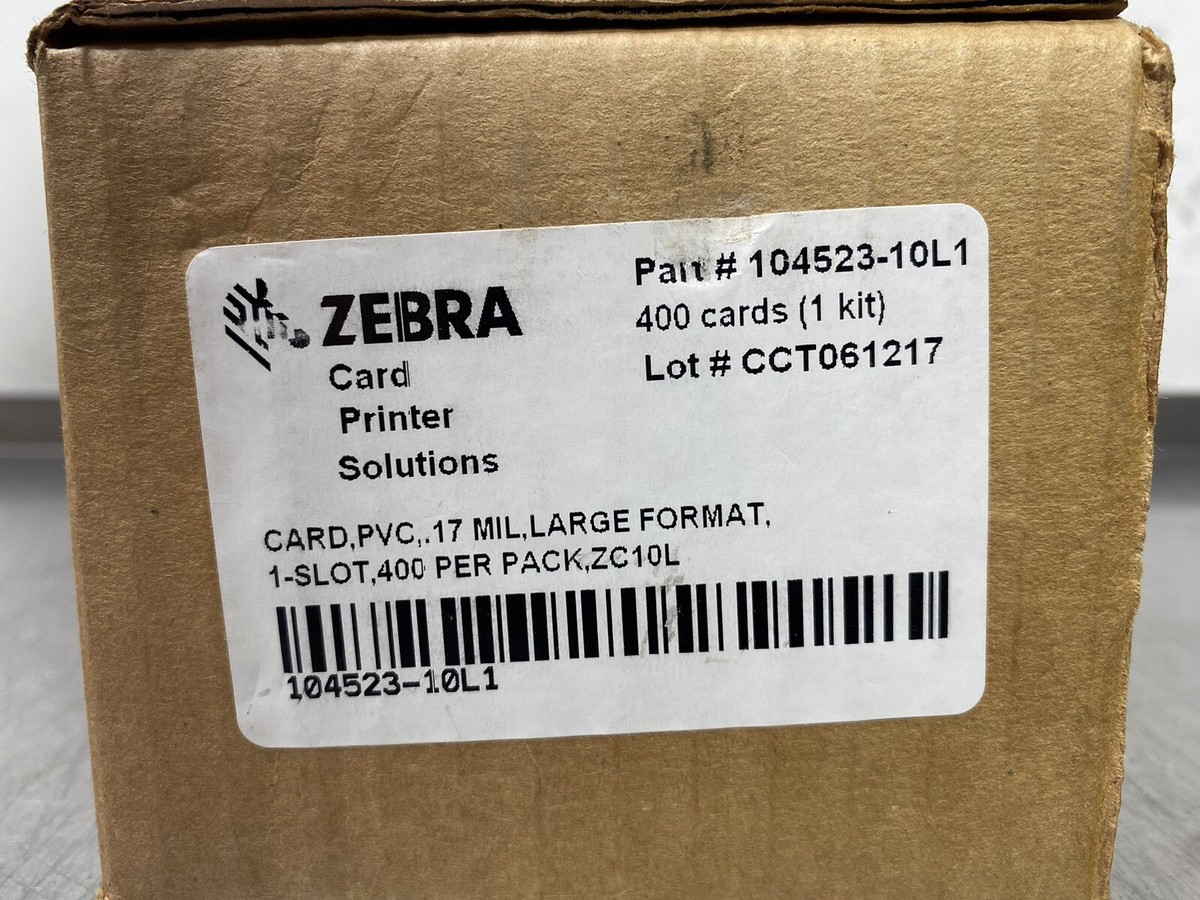 ZEBRA
Card
Printer
Solutions
Part # 104523-10L1
400 cards (1 kit)
Lot # CCT061217
CARD,PVC,.17 MIL,LARGE FORMAT,
1-SLOT,400 PER PACK,ZC10L
104523-10L1